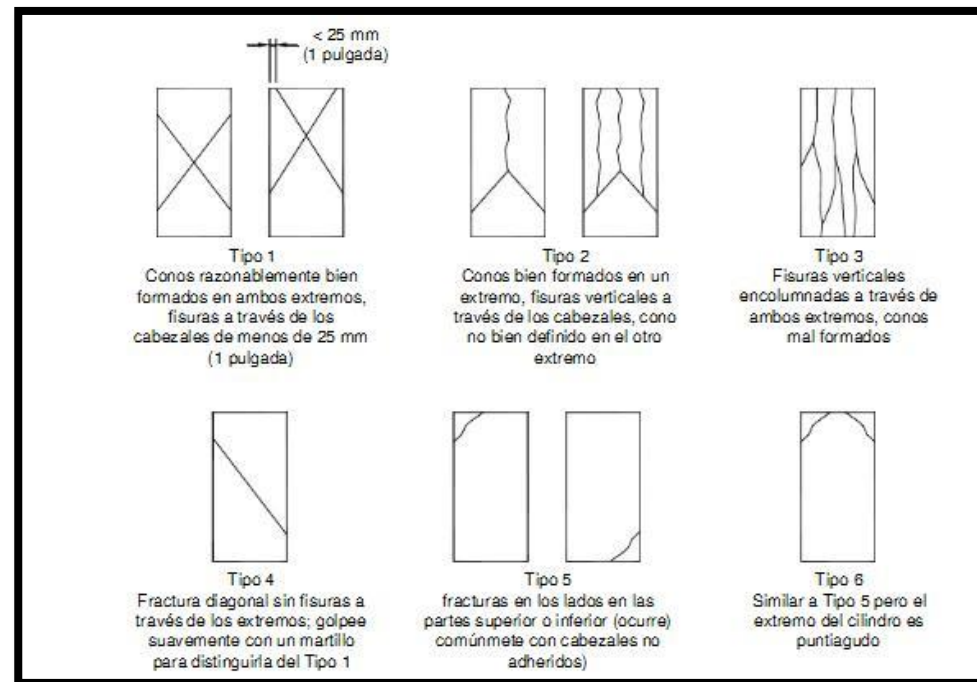 < 25 mm
(1 pulgada)
Tipo 1
Conos razonablemente bien
formados en ambos extremos,
fisuras a través de los
cabezales de menos de 25 mm
(1 pulgada)
Tipo 2
Conos bien formados en un
extremo, fisuras verticales a
través de los cabezales, cono
no bien definido en el otro
extremo
Tipo 3
Fisuras verticales
encolumnadas a través de
ambos extremos, conos
mal formados
Tipo 4
Fractura diagonal sin fisuras a
través de los extremos; golpee
suavemente con un martillo
para distinguirla del Tipo 1
Tipo 5
fracturas en los lados en las
partes superior o inferior (ocurre)
comúnmete con cabezales no
adheridos)
Tipo 6
Similar a Tipo 5 pero el
extremo del cilindro es
puntiagudo